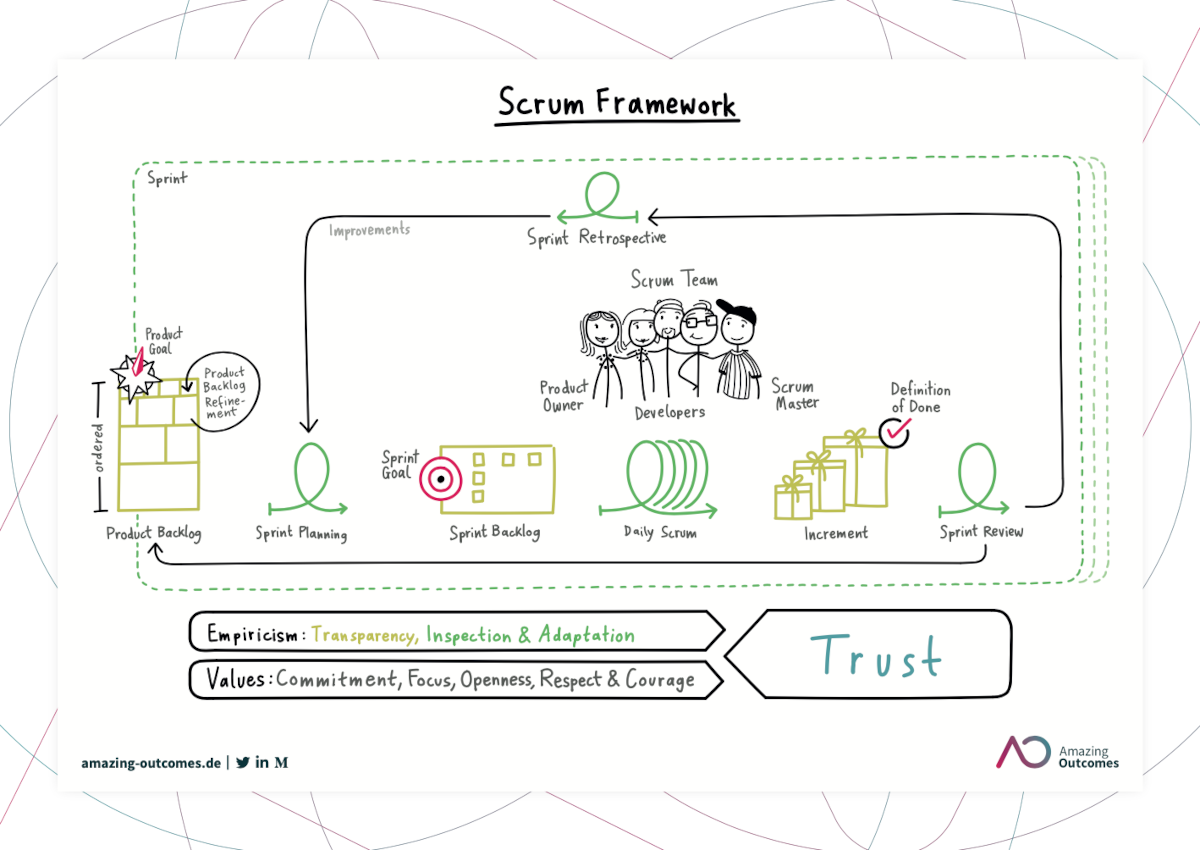 Scrum Framework
Sprint
Improvements
Sprint Retrospective
Scrum Team
Product
Goal
Product
Backlog
Refine-
ment
ordered
Product
Owner
Developers
Scrum
Master
Definition
of Done
Sprint
Goal
Product Backlog
Sprint Planning
Sprint Backlog
Daily Scrum
Increment
Sprint Review
Empiricism: Transparency, Inspection & Adaptation
Values: Commitment, Focus, Openness, Respect & Courage
Trust
amazing-outcomes.de |
Amazing
Outcomes